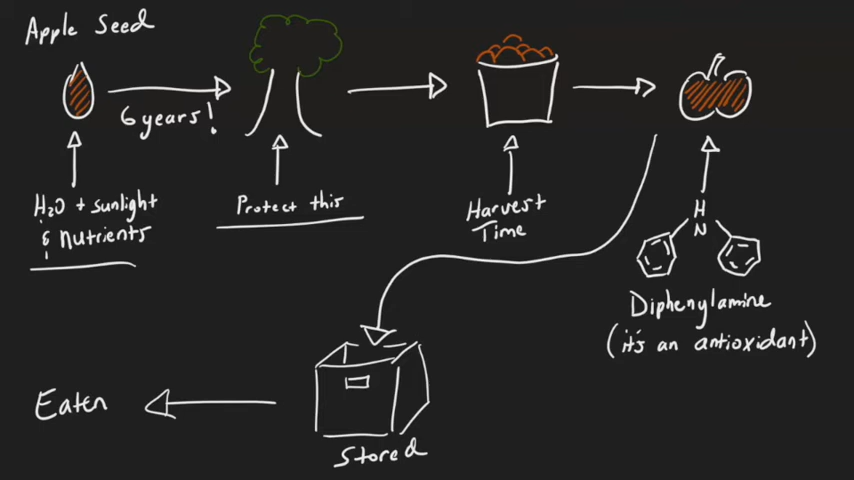 Apple Seed
6 years!
H₂O + sunlight
& Nutrients
Protect this
Harvest
Time
H
N
Diphenylamine
(it's an antioxidant)
Stored
Eaten